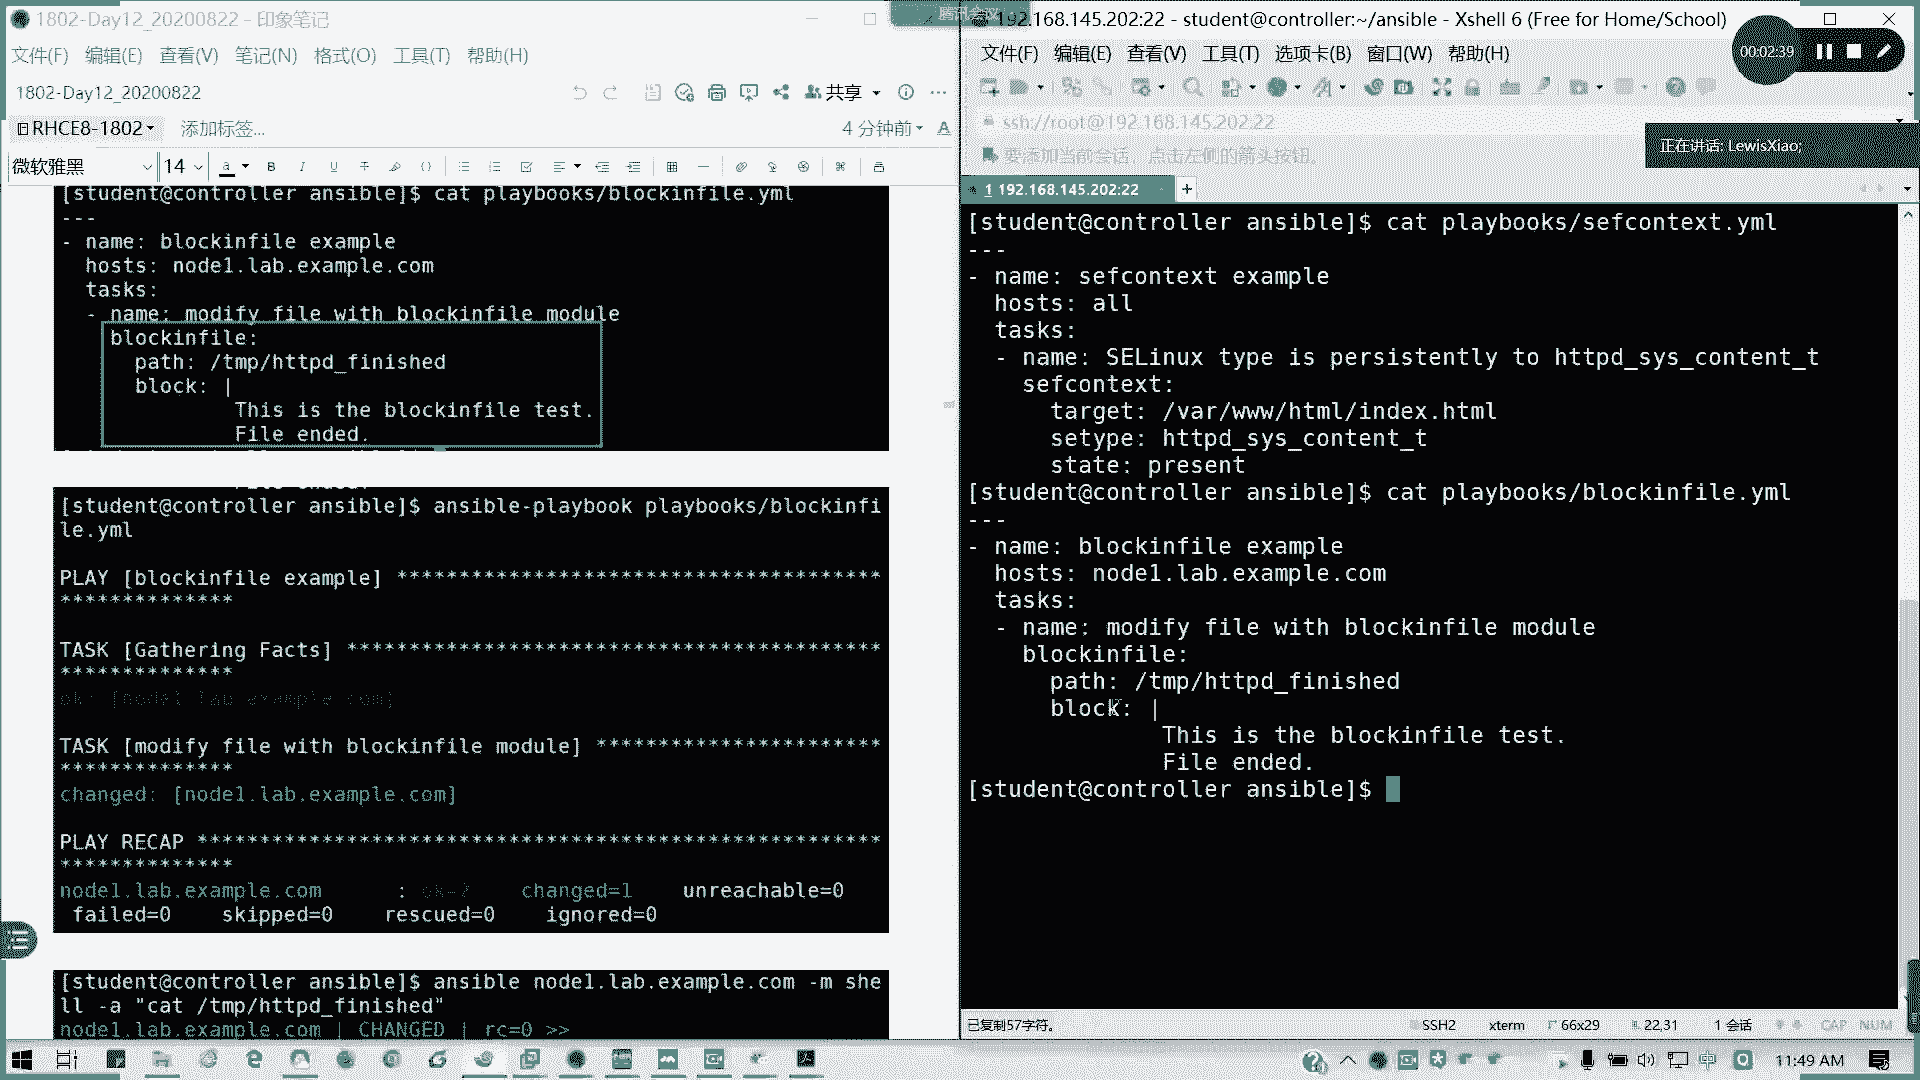 1802-Day12_20200822 - 印象笔记
文件(F) 编辑(E) 查看(V) 笔记(N) 格式(O) 工具(T) 帮助(H)
1802-Day12_20200822
共享
RHCE8-1802
添加标签...
4 分钟前
微软雅黑 14
[student@controller ansible]$ cat playbooks/blockinfile.yml
---
- name: blockinfile example
  hosts: node1.lab.example.com
  tasks:
  - name: modify file with blockinfile module
    blockinfile:
      path: /tmp/httpd_finished
      block: |
              This is the blockinfile test.
              File ended.
[student@controller ansible]$ ansible-playbook playbooks/blockinfi
le.yml
PLAY [blockinfile example] ***************************************
**************
TASK [Gathering Facts] *******************************************
**************
ok: [node1.lab.example.com]
TASK [modify file with blockinfile module] ***********************
**************
changed: [node1.lab.example.com]
PLAY RECAP *******************************************************
**************
node1.lab.example.com      : ok=2    changed=1    unreachable=0
 failed=0    skipped=0    rescued=0    ignored=0
[student@controller ansible]$ ansible node1.lab.example.com -m she
ll -a "cat /tmp/httpd_finished"
node1.lab.example.com | CHANGED | rc=0 >>
腾讯会议
192.168.145.202:22 - student@controller:~/ansible - Xshell 6 (Free for Home/School)
文件(F) 编辑(E) 查看(V) 工具(T) 选项卡(B) 窗口(W) 帮助(H)
00:02:39
ssh://root@192.168.145.202:22
正在讲话: LewisXiao;
要添加当前会话，点击左侧的箭头按钮。
1 192.168.145.202:22
[student@controller ansible]$ cat playbooks/sefcontext.yml
---
- name: sefcontext example
  hosts: all
  tasks:
  - name: SELinux type is persistently to httpd_sys_content_t
    sefcontext:
      target: /var/www/html/index.html
      setype: httpd_sys_content_t
      state: present
[student@controller ansible]$ cat playbooks/blockinfile.yml
---
- name: blockinfile example
  hosts: node1.lab.example.com
  tasks:
  - name: modify file with blockinfile module
    blockinfile:
      path: /tmp/httpd_finished
      block: |
              This is the blockinfile test.
              File ended.
[student@controller ansible]$
已复制57字符。 SSH2 xterm 66x29 22,31 1 会话 CAP NUM
中
11:49 AM